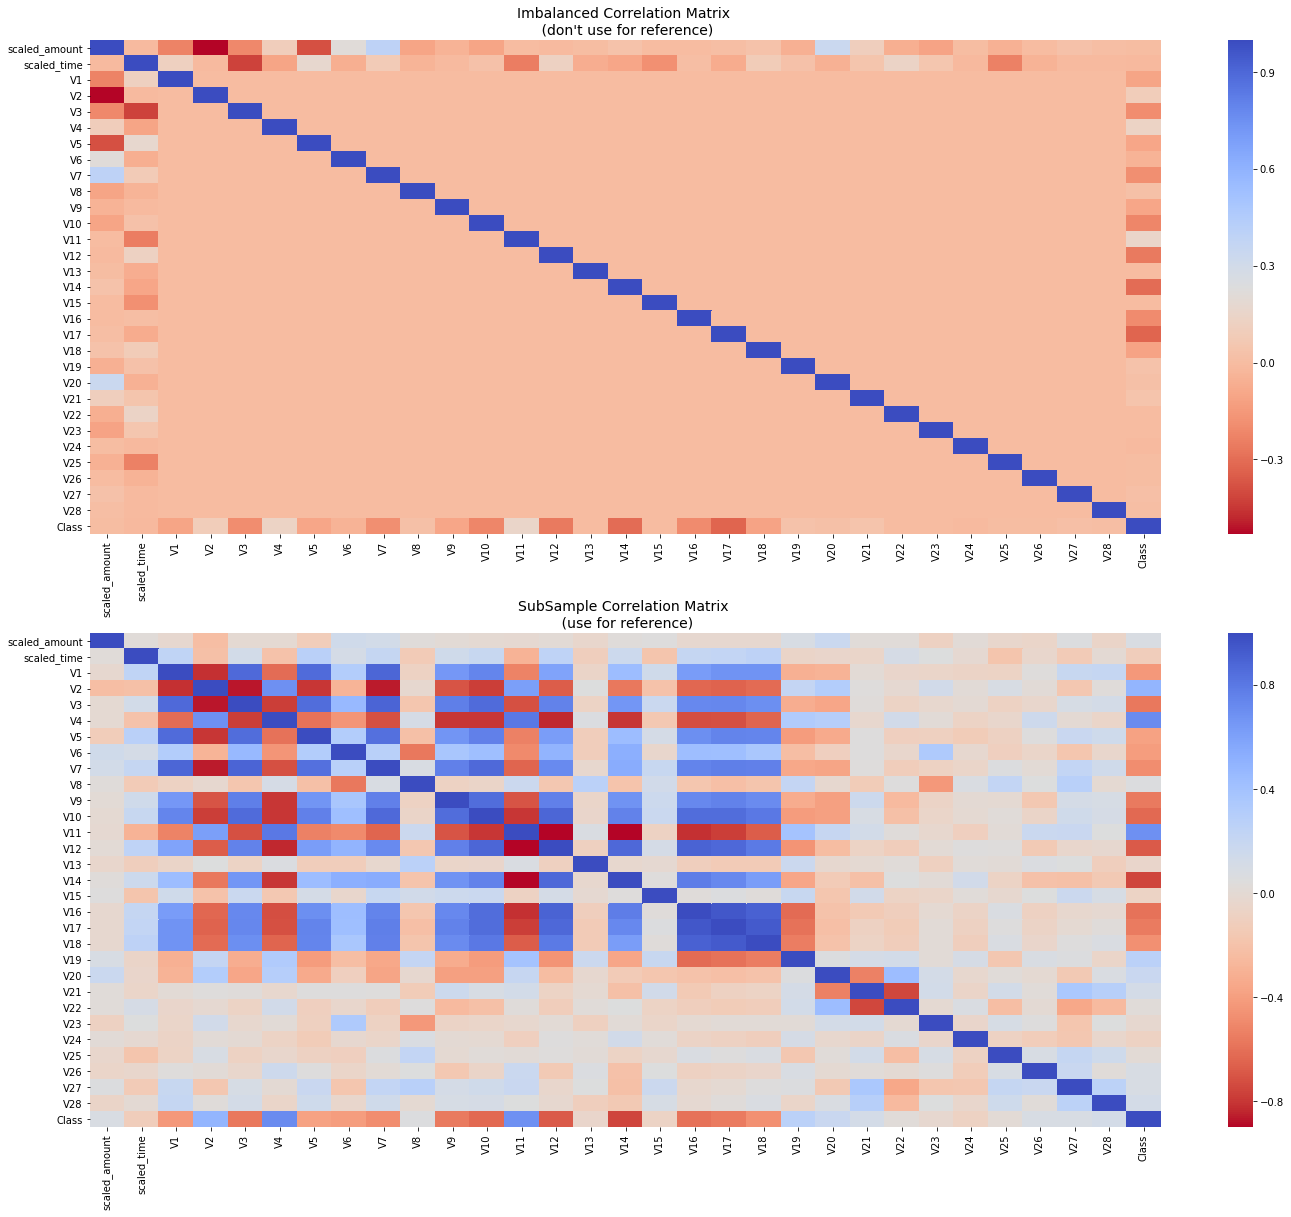 Imbalanced Correlation Matrix
(don't use for reference)
scaled_amount
scaled_time
V1
V2
V3
V4
V5
V6
V7
V8
V9
V10
V11
V12
V13
V14
V15
V16
V17
V18
V19
V20
V21
V22
V23
V24
V25
V26
V27
V28
Class
scaled_amount
scaled_time
V1
V2
V3
V4
V5
V6
V7
V8
V9
V10
V11
V12
V13
V14
V15
V16
V17
V18
V19
V20
V21
V22
V23
V24
V25
V26
V27
V28
Class
0.9
0.6
0.3
0.0
−0.3
SubSample Correlation Matrix
(use for reference)
scaled_amount
scaled_time
V1
V2
V3
V4
V5
V6
V7
V8
V9
V10
V11
V12
V13
V14
V15
V16
V17
V18
V19
V20
V21
V22
V23
V24
V25
V26
V27
V28
Class
scaled_amount
scaled_time
V1
V2
V3
V4
V5
V6
V7
V8
V9
V10
V11
V12
V13
V14
V15
V16
V17
V18
V19
V20
V21
V22
V23
V24
V25
V26
V27
V28
Class
0.8
0.4
0.0
−0.4
−0.8